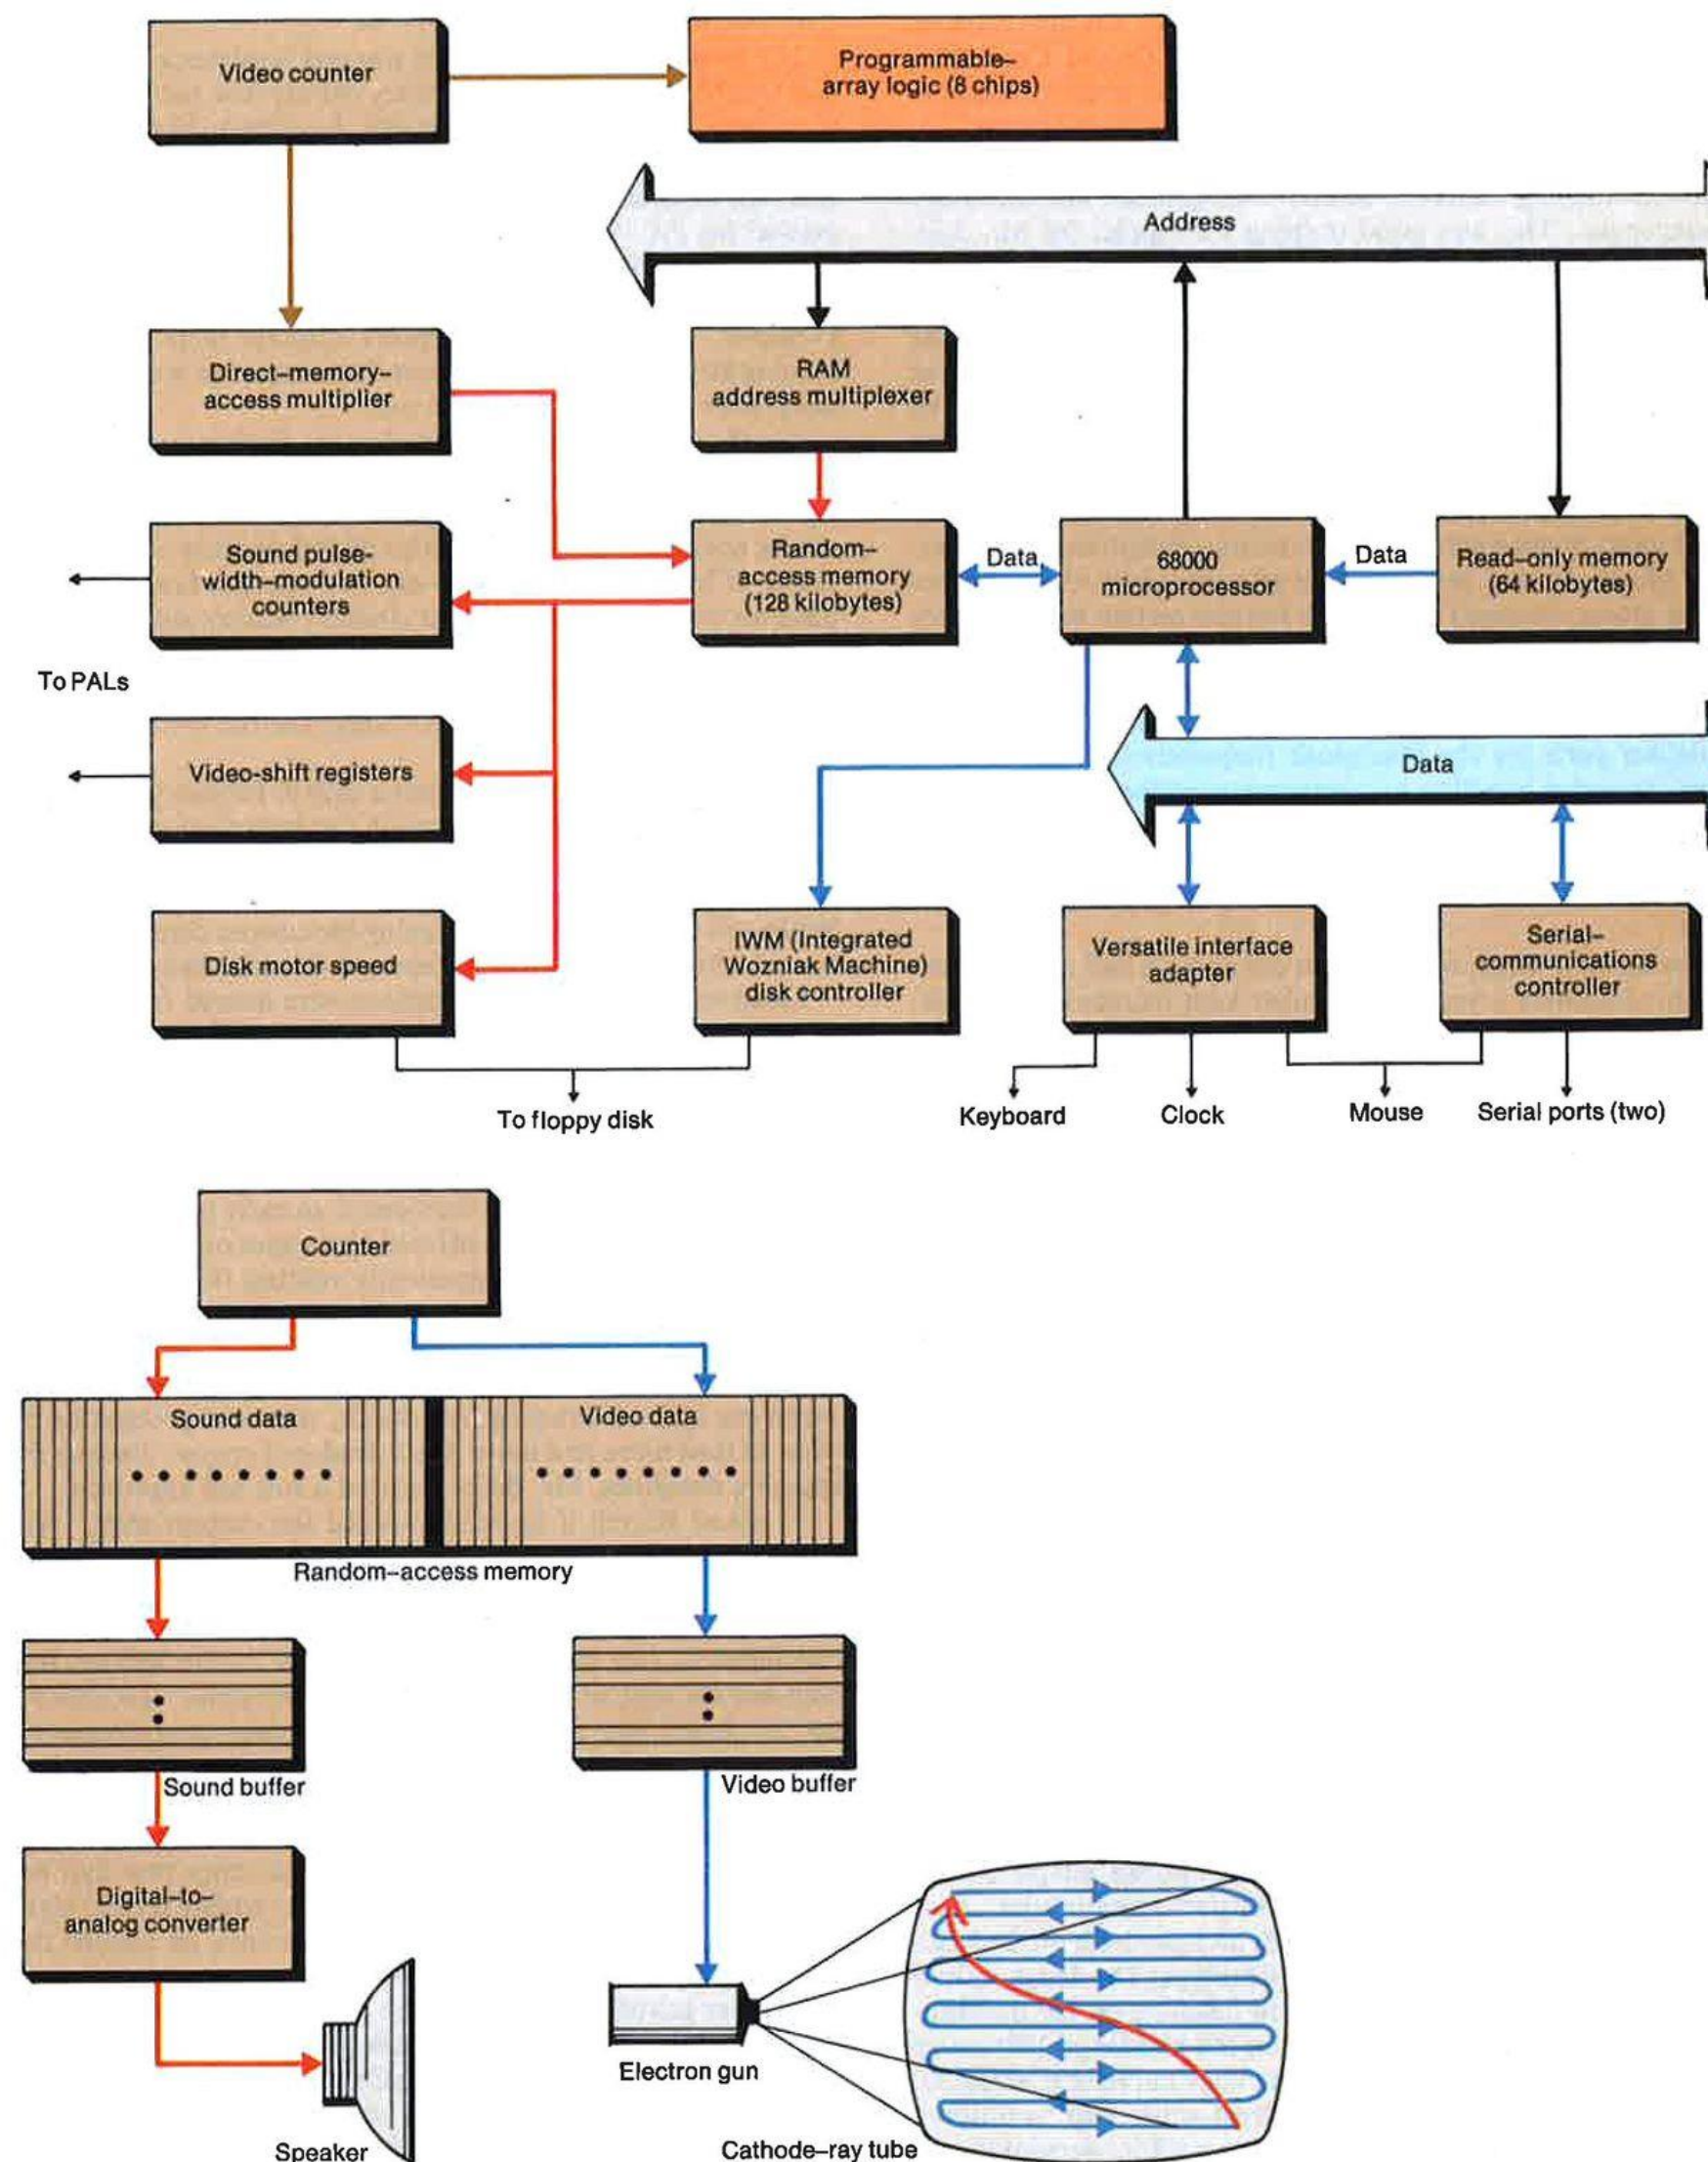 Video counter
Programmable–
array logic (8 chips)
Address
Direct–memory–
access multiplier
RAM
address multiplexer
Sound pulse-
width–modulation
counters
Random–
access memory
(128 kilobytes)
Data
68000
microprocessor
Data
Read–only memory
(64 kilobytes)
To PALs
Video-shift registers
Data
Disk motor speed
IWM (Integrated
Wozniak Machine)
disk controller
Versatile interface
adapter
Serial–
communications
controller
To floppy disk
Keyboard
Clock
Mouse
Serial ports (two)
Counter
Sound data
Video data
Random–access memory
Sound buffer
Video buffer
Digital–to–
analog converter
Electron gun
Speaker
Cathode–ray tube